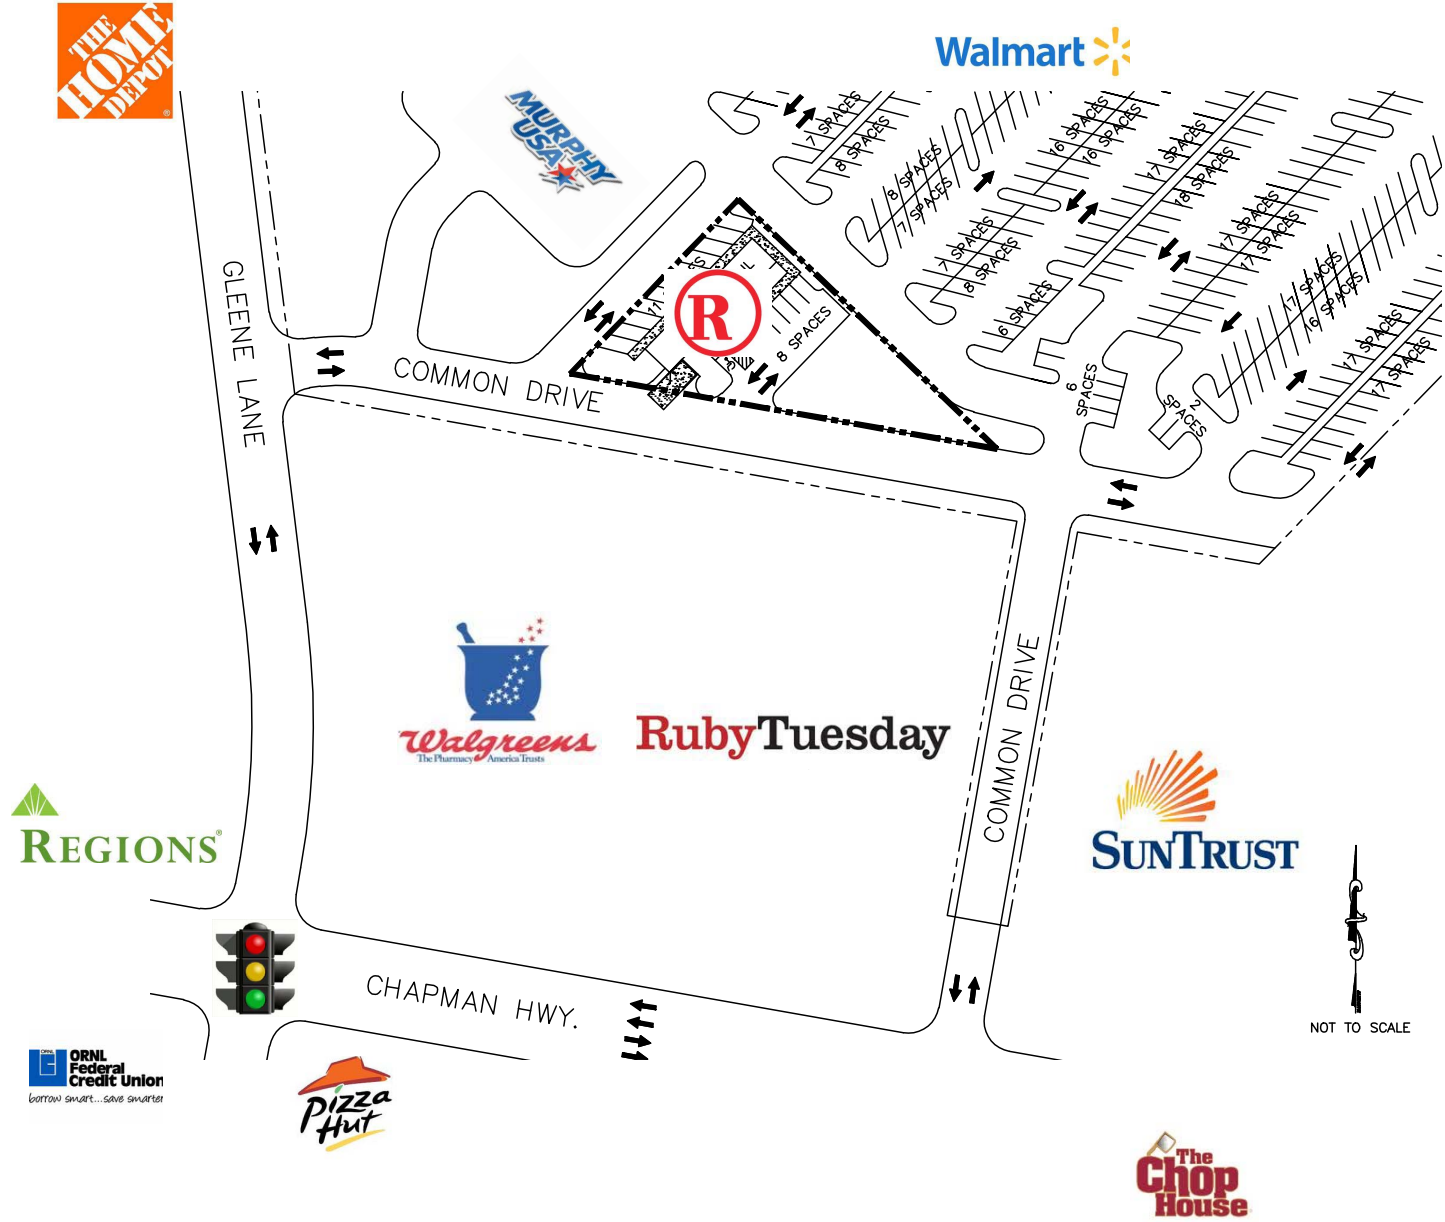 THE
HOME
DEPOT
®
Walmart
MURPHY
USA
7 SPACES
8 SPACES
8 SPACES
7 SPACES
16 SPACES
16 SPACES
17 SPACES
18 SPACES
7 SPACES
8 SPACES
17 SPACES
17 SPACES
6 SPACES
17 SPACES
16 SPACES
17 SPACES
17 SPACES
6
SPACES
2
SPACES
11
R
8 SPACES
GLEENE LANE
COMMON DRIVE
COMMON DRIVE
Walgreens
The Pharmacy America Trusts
RubyTuesday
REGIONS®
SUNTRUST
CHAPMAN HWY.
NOT TO SCALE
ORNL
ORNL
Federal
Credit Union
borrow smart...save smarter
Pizza
Hut
The
Chop
House